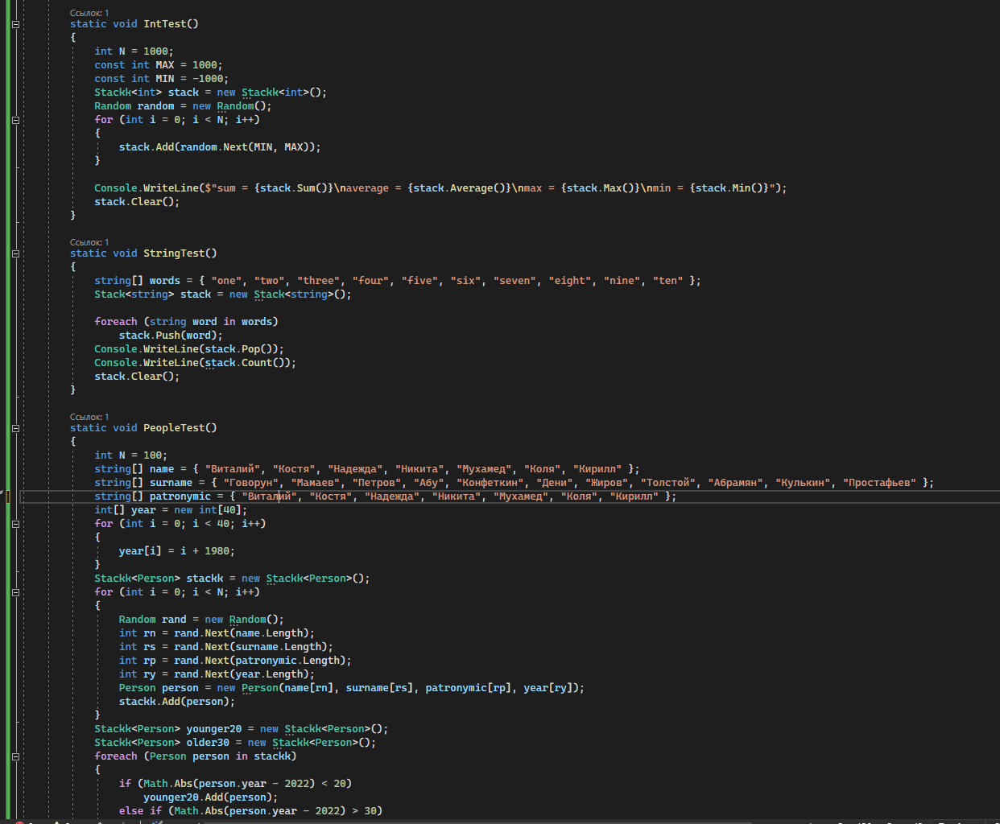 Ссылок: 1
static void IntTest()
{
int N = 1000;
const int MAX = 1000;
const int MIN = -1000;
Stackk<int> stack = new Stackk<int>();
Random random = new Random();
for (int i = 0; i < N; i++)
{
stack.Add(random.Next(MIN, MAX));
}
Console.WriteLine($"sum = {stack.Sum()}\naverage = {stack.Average()}\nmax = {stack.Max()}\nmin = {stack.Min()}");
stack.Clear();
}
Ссылок: 1
static void StringTest()
{
string[] words = { "one", "two", "three", "four", "five", "six", "seven", "eight", "nine", "ten" };
Stack<string> stack = new Stack<string>();
foreach (string word in words)
stack.Push(word);
Console.WriteLine(stack.Pop());
Console.WriteLine(stack.Count());
stack.Clear();
}
Ссылок: 1
static void PeopleTest()
{
int N = 100;
string[] name = { "Виталий", "Костя", "Надежда", "Никита", "Мухамед", "Коля", "Кирилл" };
string[] surname = { "Говорун", "Мамаев", "Петров", "Абу", "Конфеткин", "Дени", "Жиров", "Толстой", "Абрамян", "Кулькин", "Простафьев" };
string[] patronymic = { "Виталий", "Костя", "Надежда", "Никита", "Мухамед", "Коля", "Кирилл" };
int[] year = new int[40];
for (int i = 0; i < 40; i++)
{
year[i] = i + 1980;
}
Stackk<Person> stackk = new Stackk<Person>();
for (int i = 0; i < N; i++)
{
Random rand = new Random();
int rn = rand.Next(name.Length);
int rs = rand.Next(surname.Length);
int rp = rand.Next(patronymic.Length);
int ry = rand.Next(year.Length);
Person person = new Person(name[rn], surname[rs], patronymic[rp], year[ry]);
stackk.Add(person);
}
Stackk<Person> younger20 = new Stackk<Person>();
Stackk<Person> older30 = new Stackk<Person>();
foreach (Person person in stackk)
{
if (Math.Abs(person.year - 2022) < 20)
younger20.Add(person);
else if (Math.Abs(person.year - 2022) > 30)